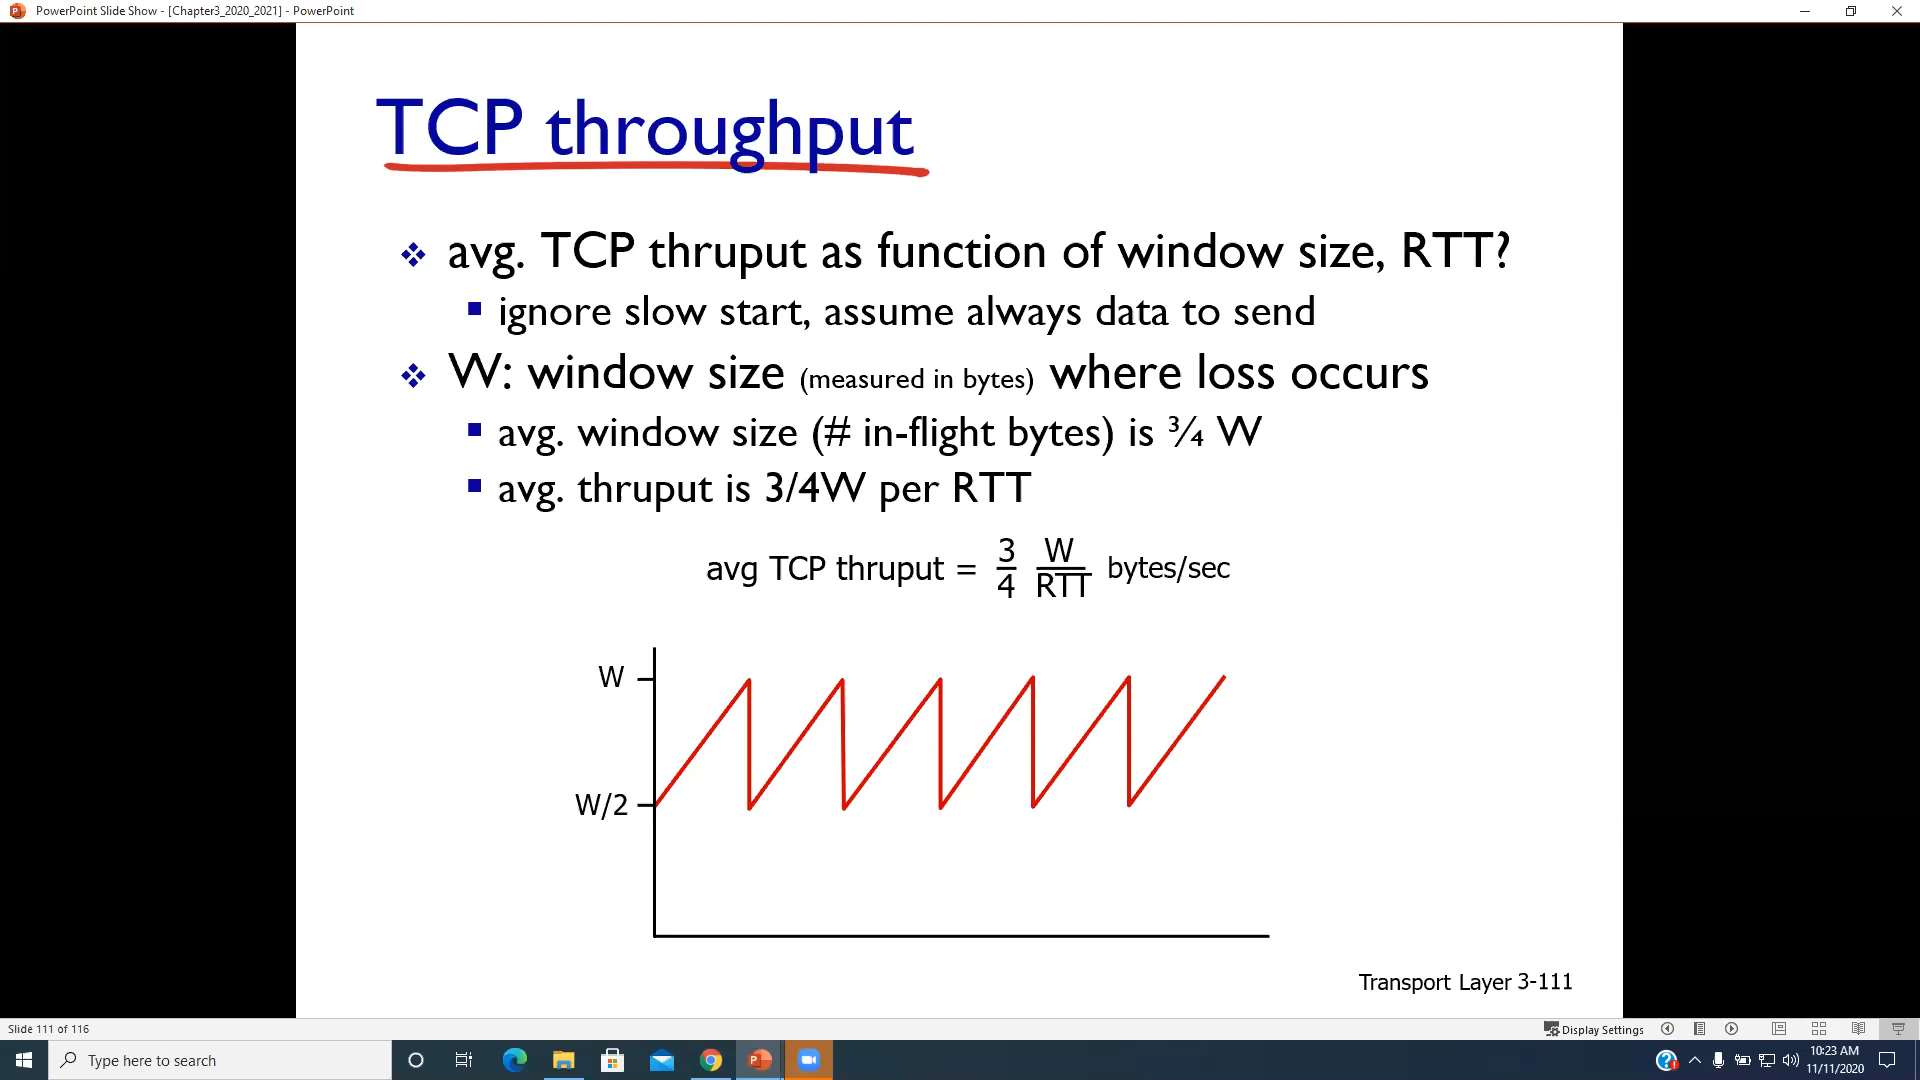 PowerPoint Slide Show - [Chapter3_2020_2021] - PowerPoint
TCP throughput
avg. TCP thruput as function of window size, RTT?
ignore slow start, assume always data to send
W: window size (measured in bytes) where loss occurs
avg. window size (# in-flight bytes) is ¾ W
avg. thruput is 3/4W per RTT
avg TCP thruput = 3/4 W/RTT bytes/sec
W
W/2
Transport Layer 3-111
Slide 111 of 116
Display Settings
Type here to search
10:23 AM
11/11/2020